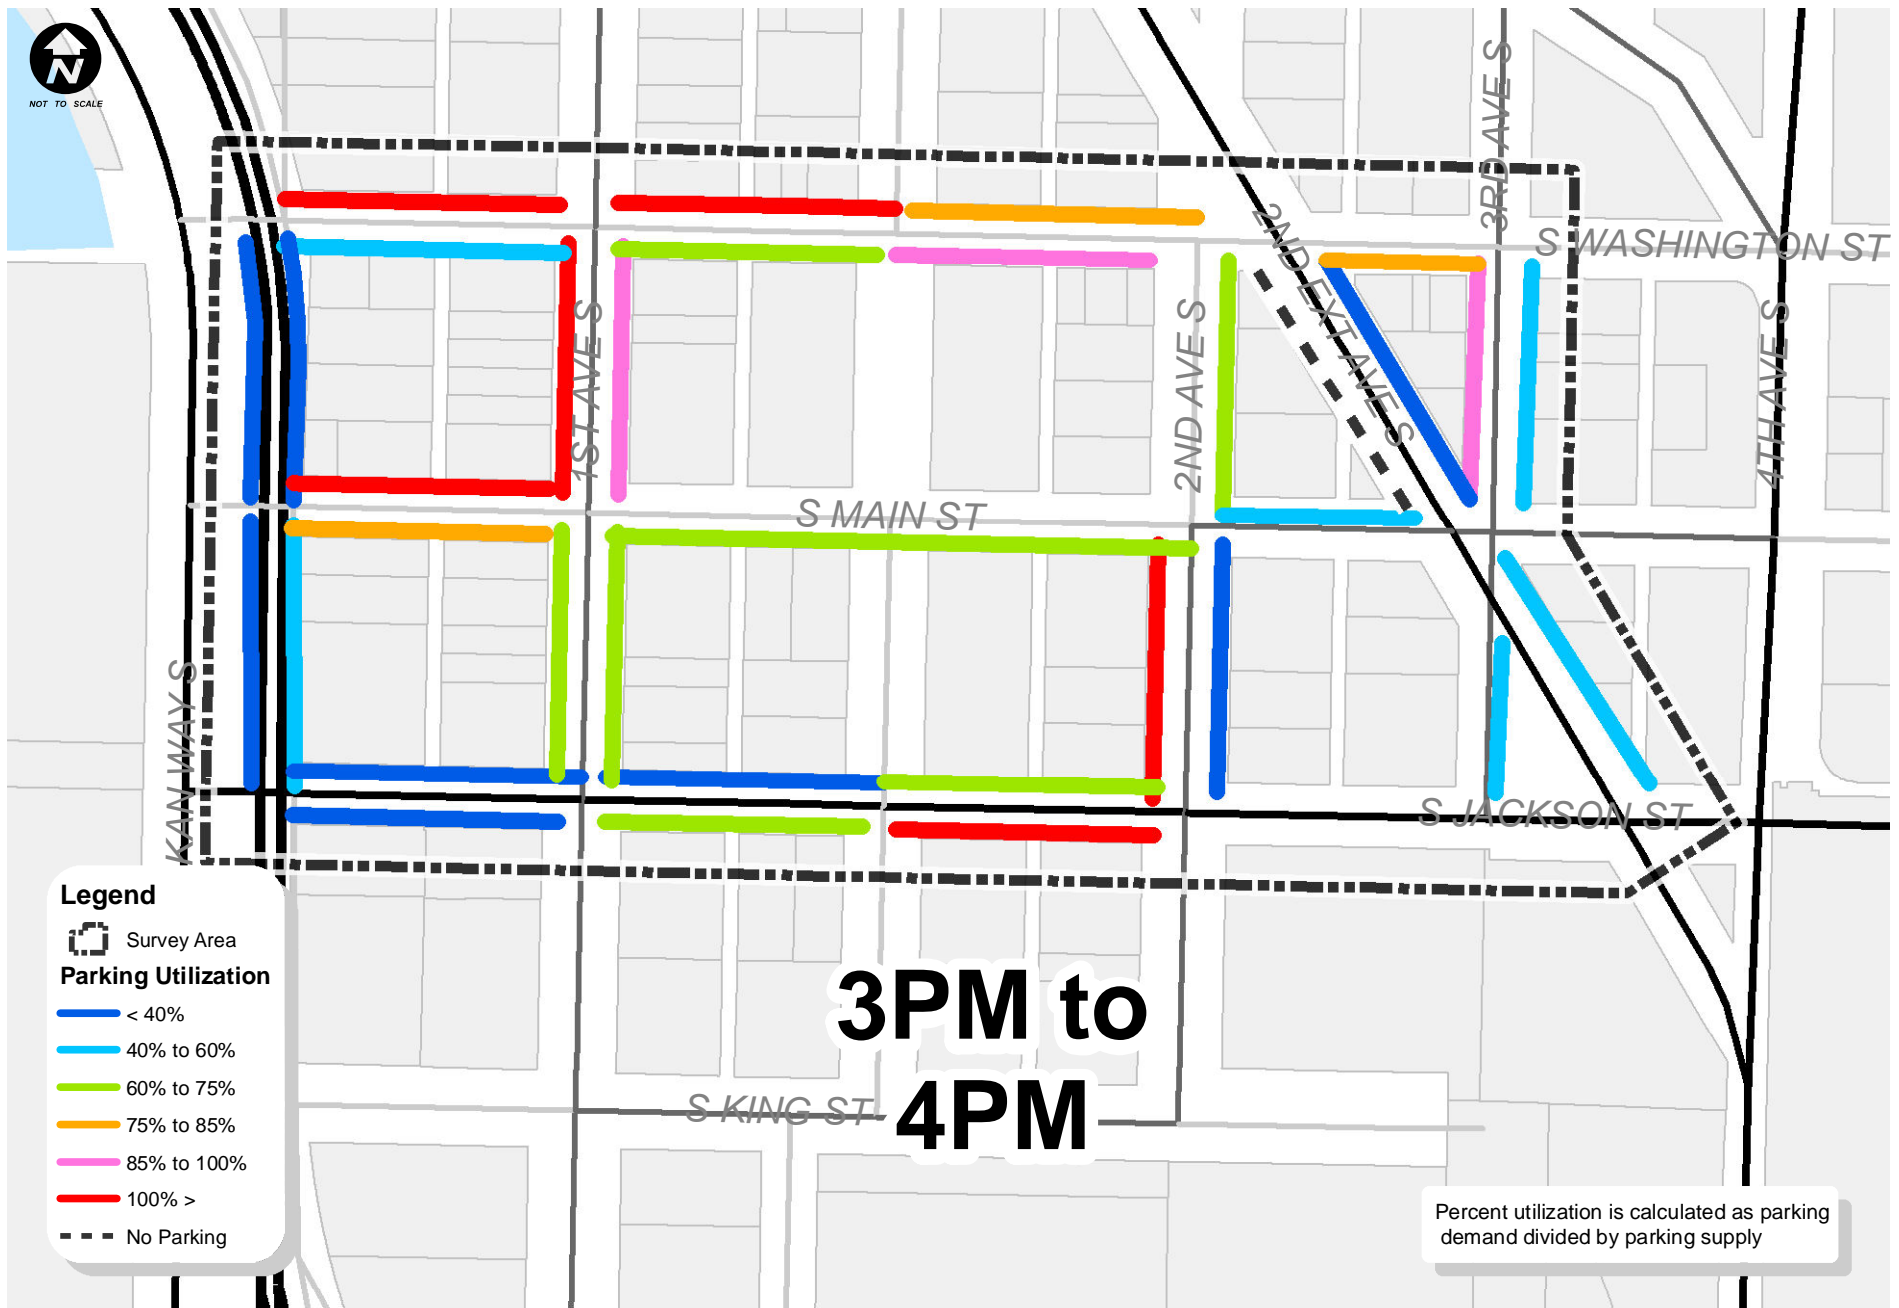 N
NOT TO SCALE
3RD AVE S
2ND EXT AVE S
S WASHINGTON ST
1ST AVE S
2ND AVE S
4TH AVE S
S MAIN ST
KAN WAY S
S JACKSON ST
Legend
Survey Area
Parking Utilization
< 40%
40% to 60%
60% to 75%
75% to 85%
85% to 100%
100% >
No Parking
3PM to
4PM
S KING ST
Percent utilization is calculated as parking
demand divided by parking supply